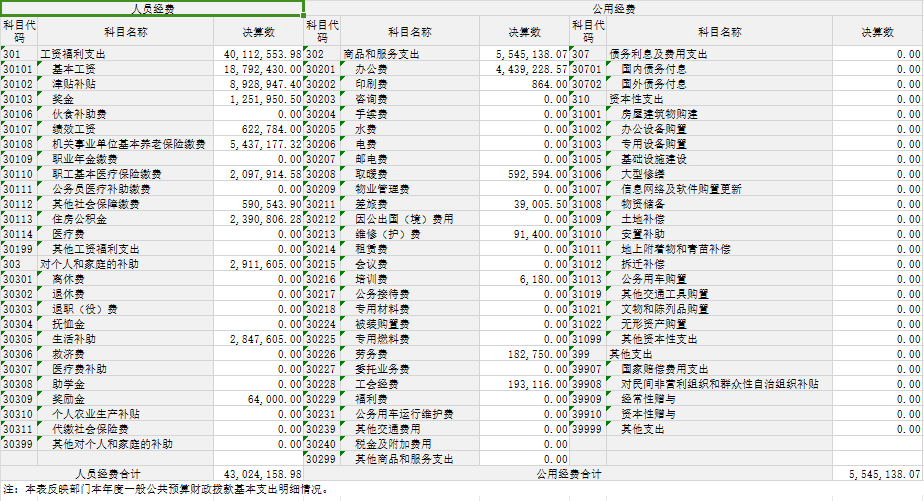 人员经费 公用经费
科目代码 科目名称 决算数 科目代码 科目名称 决算数 科目代码 科目名称 决算数
301 工资福利支出 40,112,553.98 302 商品和服务支出 5,545,138.07 307 债务利息及费用支出 0.00
30101 基本工资 18,792,430.00 30201 办公费 4,439,228.57 30701 国内债务付息 0.00
30102 津贴补贴 8,928,947.40 30202 印刷费 864.00 30702 国外债务付息 0.00
30103 奖金 1,251,950.50 30203 咨询费 0.00 310 资本性支出 0.00
30106 伙食补助费 0.00 30204 手续费 0.00 31001 房屋建筑物购建 0.00
30107 绩效工资 622,784.00 30205 水费 0.00 31002 办公设备购置 0.00
30108 机关事业单位基本养老保险缴费 5,437,177.32 30206 电费 0.00 31003 专用设备购置 0.00
30109 职业年金缴费 0.00 30207 邮电费 0.00 31005 基础设施建设 0.00
30110 职工基本医疗保险缴费 2,097,914.58 30208 取暖费 592,594.00 31006 大型修缮 0.00
30111 公务员医疗补助缴费 0.00 30209 物业管理费 0.00 31007 信息网络及软件购置更新 0.00
30112 其他社会保障缴费 590,543.90 30211 差旅费 39,005.50 31008 物资储备 0.00
30113 住房公积金 2,390,806.28 30212 因公出国（境）费用 0.00 31009 土地补偿 0.00
30114 医疗费 0.00 30213 维修（护）费 91,400.00 31010 安置补助 0.00
30199 其他工资福利支出 0.00 30214 租赁费 0.00 31011 地上附着物和青苗补偿 0.00
303 对个人和家庭的补助 2,911,605.00 30215 会议费 0.00 31012 拆迁补偿 0.00
30301 离休费 0.00 30216 培训费 6,180.00 31013 公务用车购置 0.00
30302 退休费 0.00 30217 公务接待费 0.00 31019 其他交通工具购置 0.00
30303 退职（役）费 0.00 30218 专用材料费 0.00 31021 文物和陈列品购置 0.00
30304 抚恤金 0.00 30224 被装购置费 0.00 31022 无形资产购置 0.00
30305 生活补助 2,847,605.00 30225 专用燃料费 0.00 31099 其他资本性支出 0.00
30306 救济费 0.00 30226 劳务费 182,750.00 399 其他支出 0.00
30307 医疗费补助 0.00 30227 委托业务费 0.00 39907 国家赔偿费用支出 0.00
30308 助学金 0.00 30228 工会经费 193,116.00 39908 对民间非营利组织和群众性自治组织补贴 0.00
30309 奖励金 64,000.00 30229 福利费 0.00 39909 经常性赠与 0.00
30310 个人农业生产补贴 0.00 30231 公务用车运行维护费 0.00 39910 资本性赠与 0.00
30311 代缴社会保险费 0.00 30239 其他交通费用 0.00 39999 其他支出 0.00
30399 其他对个人和家庭的补助 0.00 30240 税金及附加费用 0.00
30299 其他商品和服务支出 0.00
人员经费合计 43,024,158.98 公用经费合计 5,545,138.07
注：本表反映部门本年度一般公共预算财政拨款基本支出明细情况。